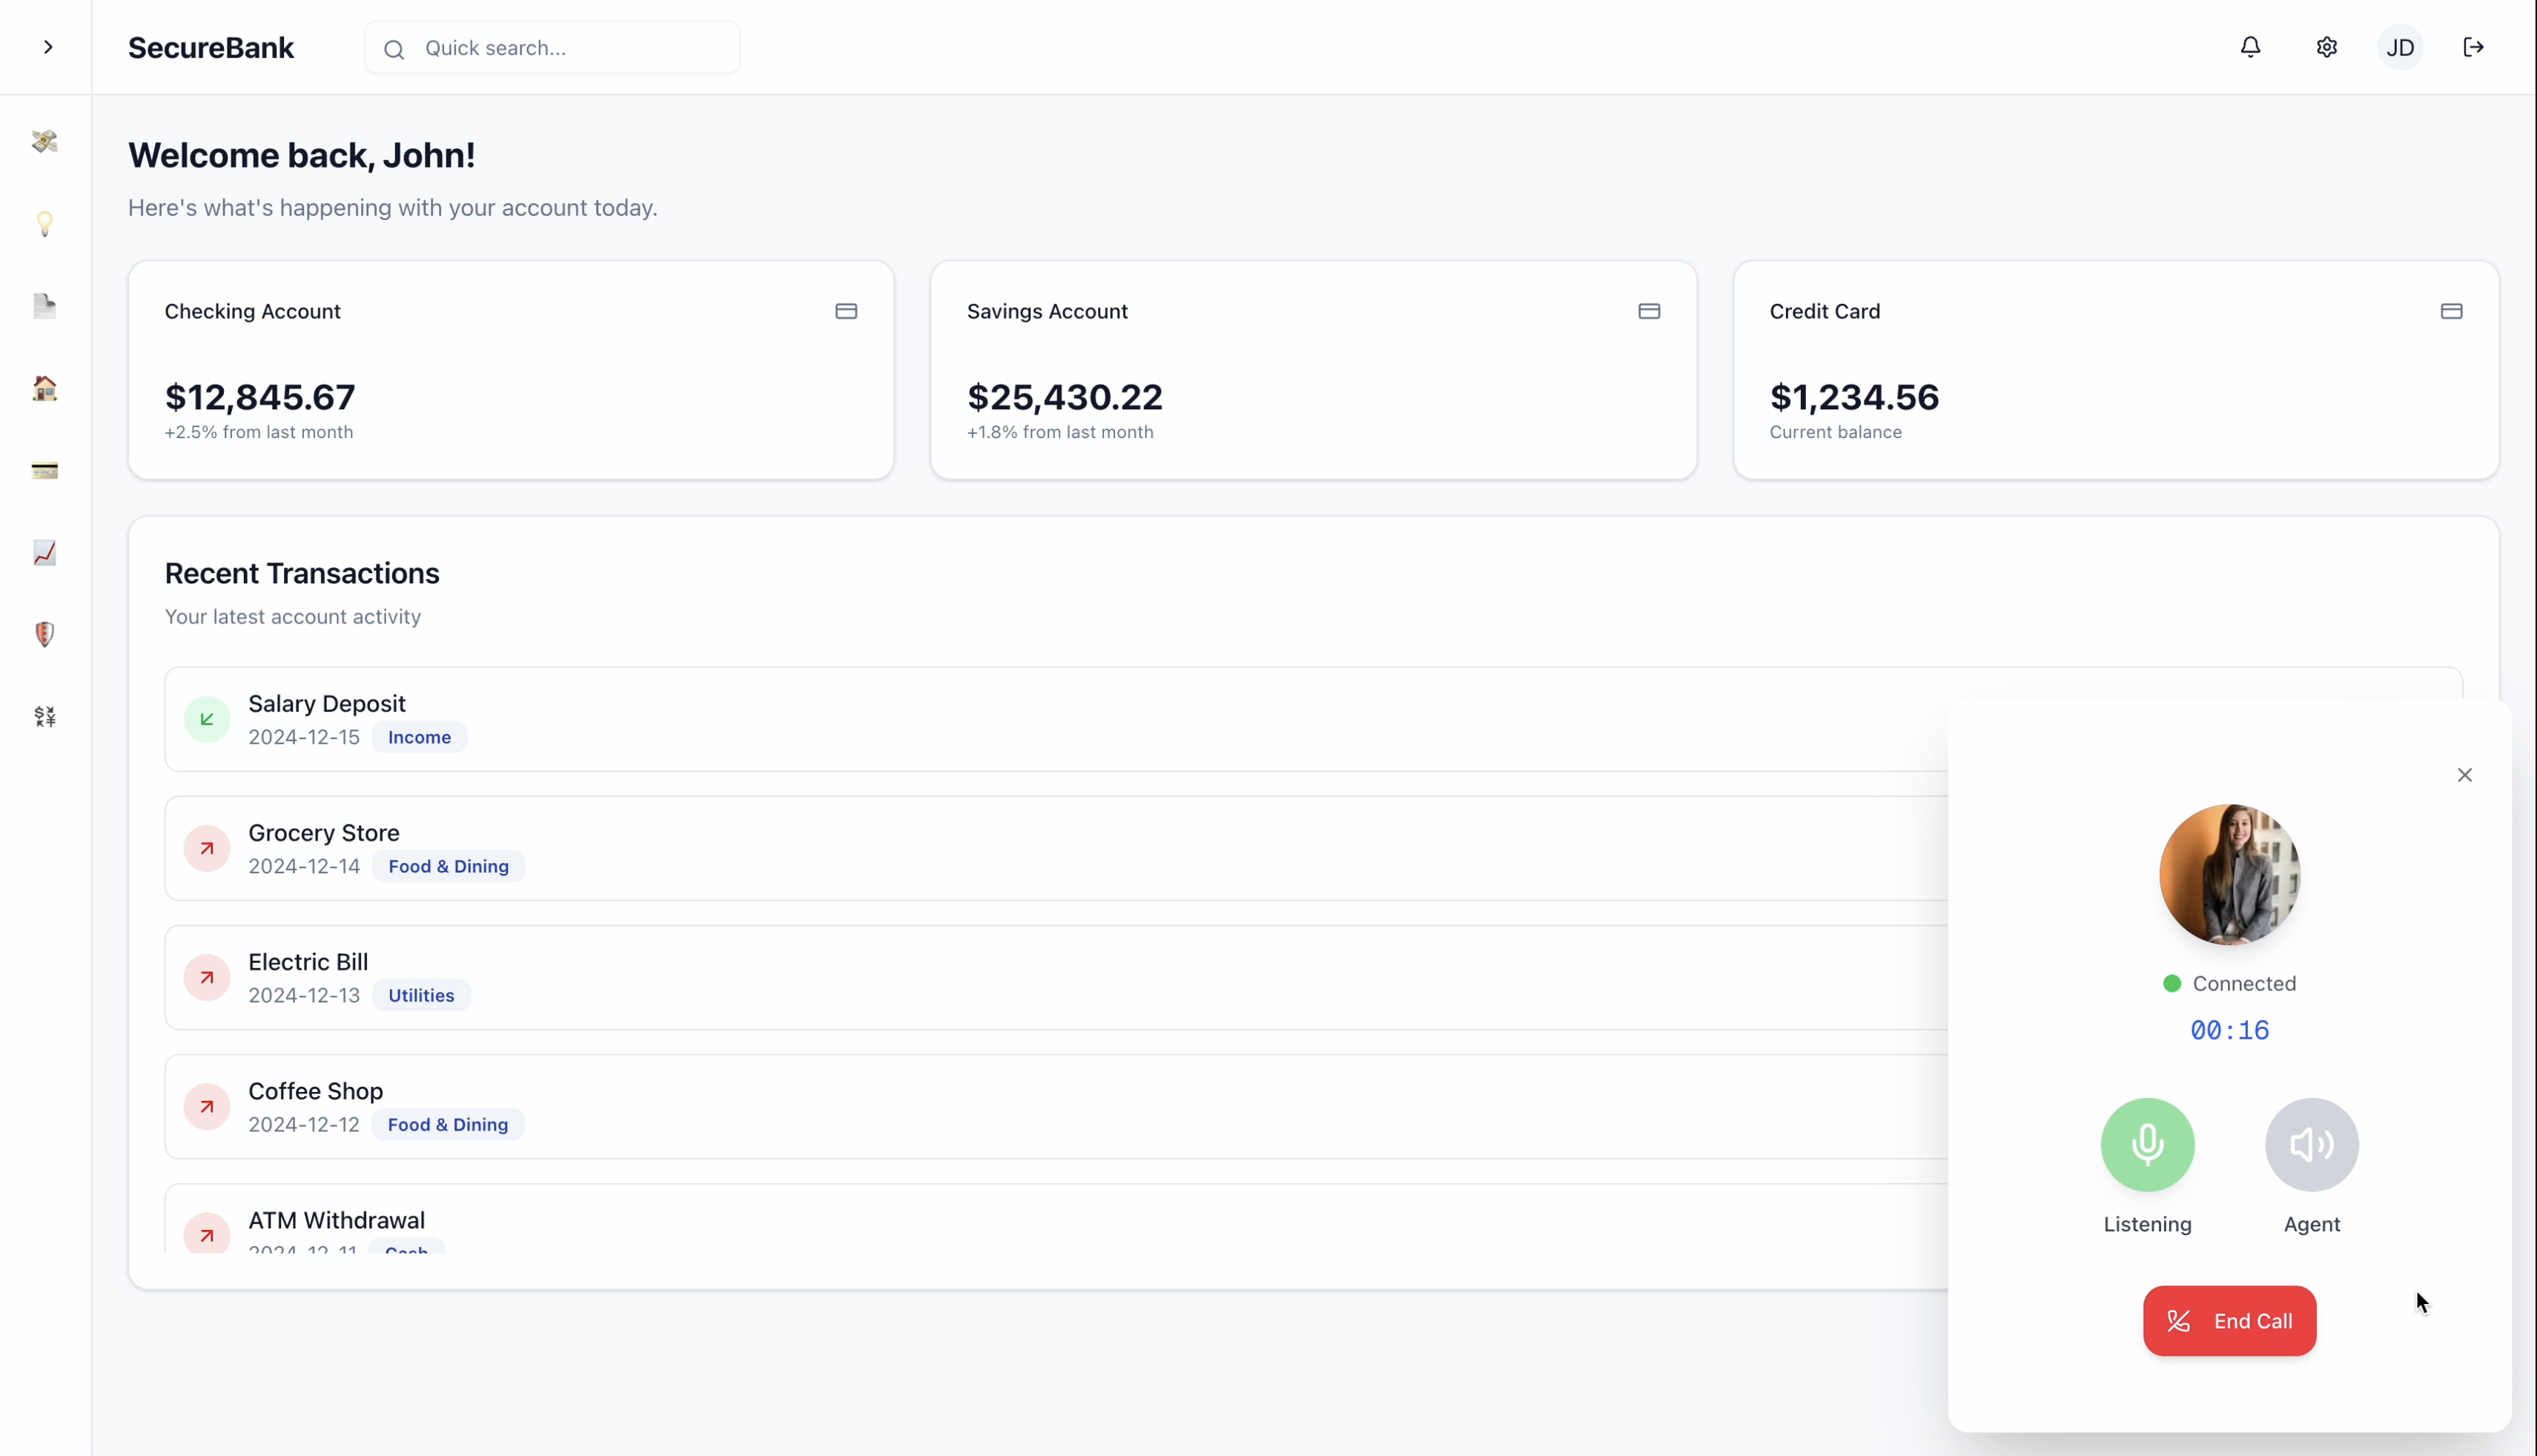 SecureBank
Quick search...
JD
Welcome back, John!
Here's what's happening with your account today.
Checking Account
$12,845.67
+2.5% from last month
Savings Account
$25,430.22
+1.8% from last month
Credit Card
$1,234.56
Current balance
Recent Transactions
Your latest account activity
Salary Deposit
2024-12-15 Income
Grocery Store
2024-12-14 Food & Dining
Electric Bill
2024-12-13 Utilities
Coffee Shop
2024-12-12 Food & Dining
ATM Withdrawal
2024-12-11 Cash
Connected
00:16
Listening
Agent
End Call